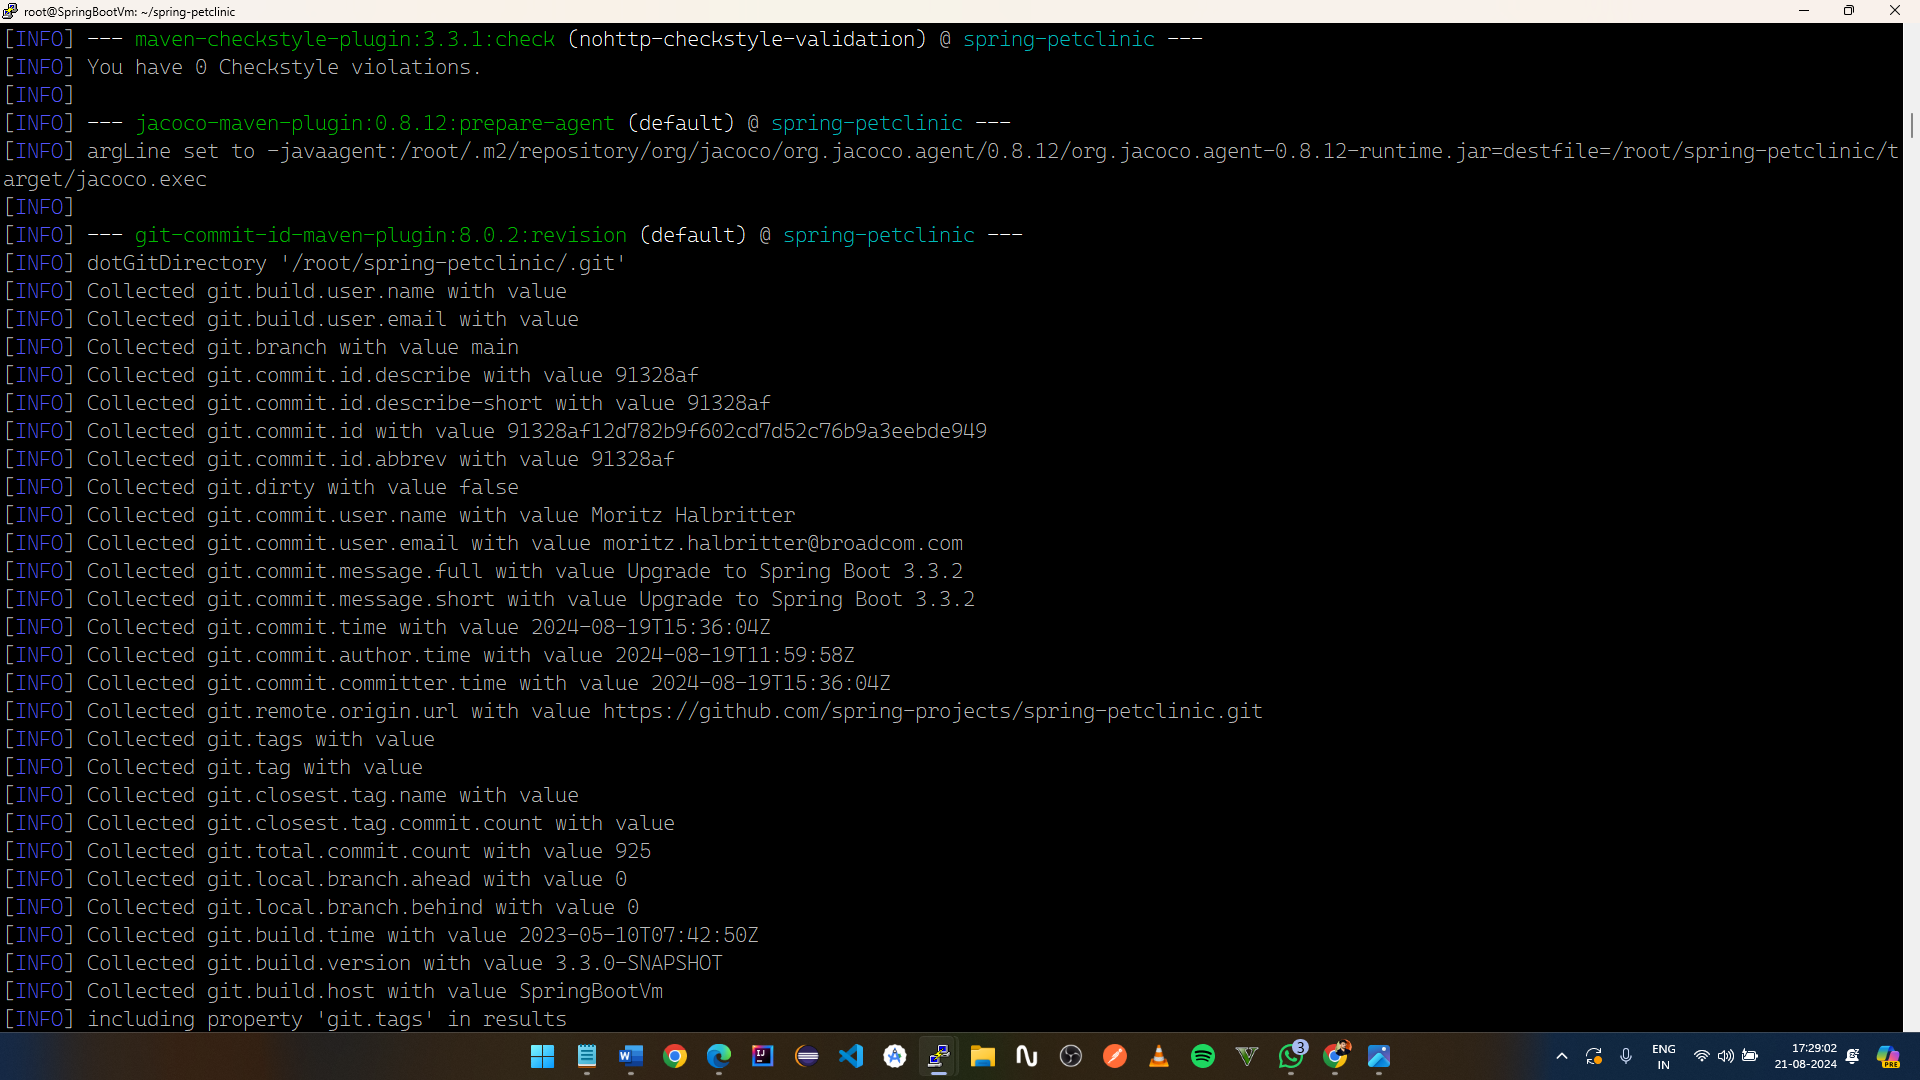 root@SpringBootVm: ~/spring-petclinic
[INFO] --- maven-checkstyle-plugin:3.3.1:check (nohttp-checkstyle-validation) @ spring-petclinic ---
[INFO] You have 0 Checkstyle violations.
[INFO]
[INFO] --- jacoco-maven-plugin:0.8.12:prepare-agent (default) @ spring-petclinic ---
[INFO] argLine set to -javaagent:/root/.m2/repository/org/jacoco/org.jacoco.agent/0.8.12/org.jacoco.agent-0.8.12-runtime.jar=destfile=/root/spring-petclinic/t
arget/jacoco.exec
[INFO]
[INFO] --- git-commit-id-maven-plugin:8.0.2:revision (default) @ spring-petclinic ---
[INFO] dotGitDirectory '/root/spring-petclinic/.git'
[INFO] Collected git.build.user.name with value
[INFO] Collected git.build.user.email with value
[INFO] Collected git.branch with value main
[INFO] Collected git.commit.id.describe with value 91328af
[INFO] Collected git.commit.id.describe-short with value 91328af
[INFO] Collected git.commit.id with value 91328af12d782b9f602cd7d52c76b9a3eebde949
[INFO] Collected git.commit.id.abbrev with value 91328af
[INFO] Collected git.dirty with value false
[INFO] Collected git.commit.user.name with value Moritz Halbritter
[INFO] Collected git.commit.user.email with value moritz.halbritter@broadcom.com
[INFO] Collected git.commit.message.full with value Upgrade to Spring Boot 3.3.2
[INFO] Collected git.commit.message.short with value Upgrade to Spring Boot 3.3.2
[INFO] Collected git.commit.time with value 2024-08-19T15:36:04Z
[INFO] Collected git.commit.author.time with value 2024-08-19T11:59:58Z
[INFO] Collected git.commit.committer.time with value 2024-08-19T15:36:04Z
[INFO] Collected git.remote.origin.url with value https://github.com/spring-projects/spring-petclinic.git
[INFO] Collected git.tags with value
[INFO] Collected git.tag with value
[INFO] Collected git.closest.tag.name with value
[INFO] Collected git.closest.tag.commit.count with value
[INFO] Collected git.total.commit.count with value 925
[INFO] Collected git.local.branch.ahead with value 0
[INFO] Collected git.local.branch.behind with value 0
[INFO] Collected git.build.time with value 2023-05-10T07:42:50Z
[INFO] Collected git.build.version with value 3.3.0-SNAPSHOT
[INFO] Collected git.build.host with value SpringBootVm
[INFO] including property 'git.tags' in results
3
ENG
IN
17:29:02
21-08-2024
PRE